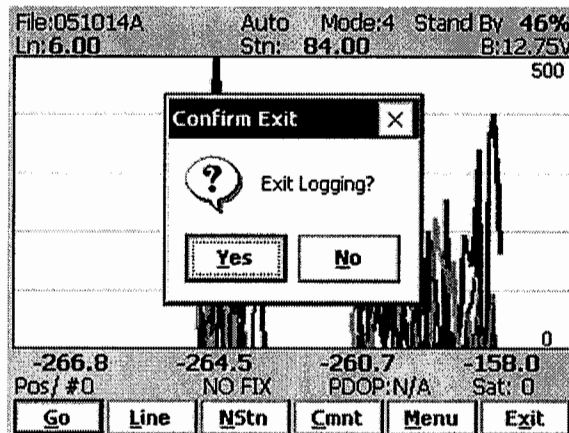 File:051014A Auto Mode:4 Stand By 46%
Ln:6.00 Stn: 84.00 B:12.75V
500
Confirm Exit
?
Exit Logging?
Yes No
0
-266.8 -264.5 -260.7 -158.0
Pos/ #0 NO FIX PDOP:N/A Sat: 0
Go Line NStn Cmnt Menu Exit